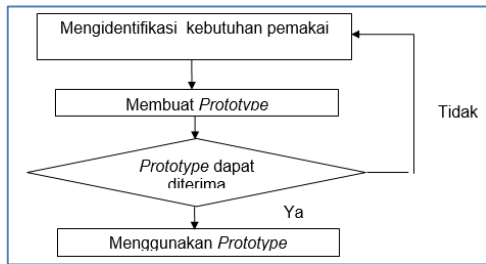 Mengidentifikasi kebutuhan pemakai
Membuat Prototype
Tidak
Prototype dapat
diterima
Ya
Menggunakan Prototype